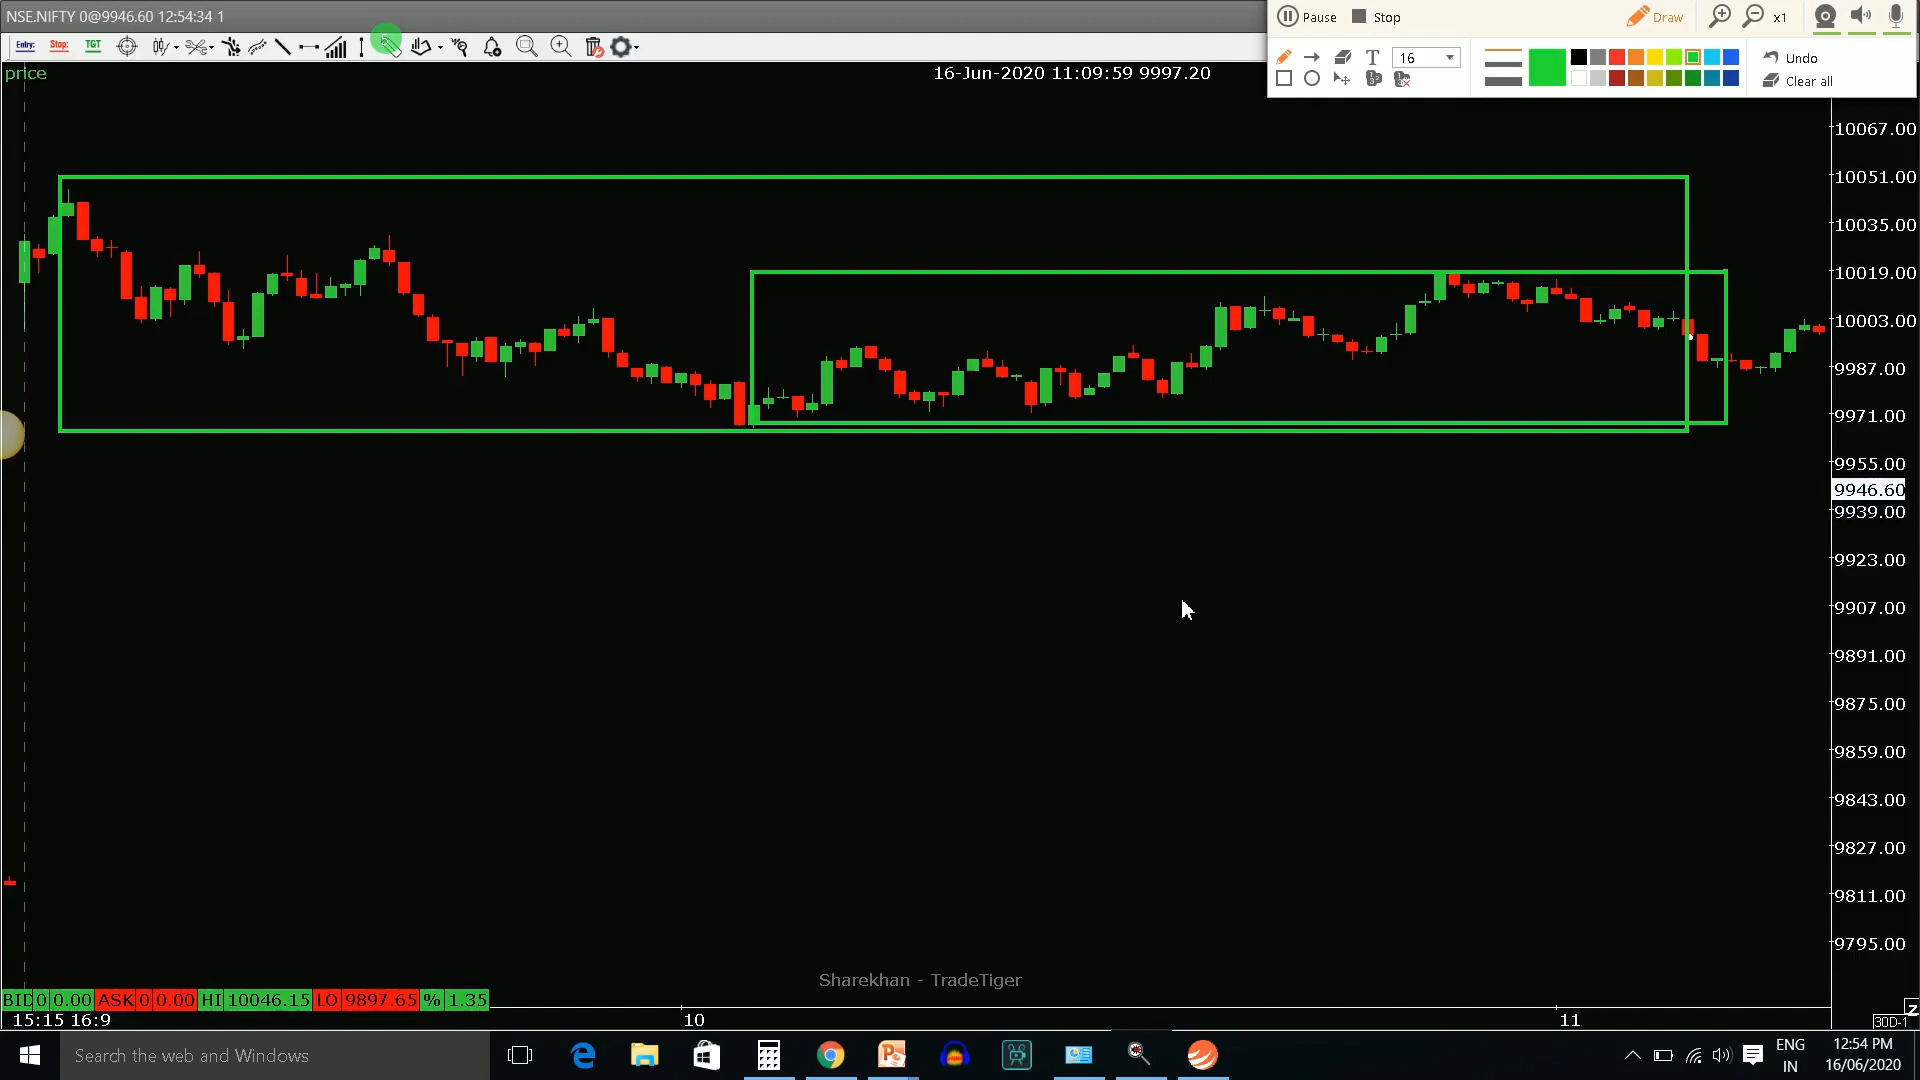 NSE.NIFTY 0@9946.60 12:54:34 1
Pause Stop Draw x1
Entry: Stop: TGT
T 16 Undo
Clear all
price
16-Jun-2020 11:09:59 9997.20
10067.00
10051.00
10035.00
10019.00
10003.00
9987.00
9971.00
9955.00
9946.60
9939.00
9923.00
9907.00
9891.00
9875.00
9859.00
9843.00
9827.00
9811.00
9795.00
Sharekhan - TradeTiger
BID 0 0.00 ASK 0 0.00 HI 10046.15 LO 9897.65 % 1.35
Z
15:15 16:9 10 11 30D-1
Search the web and Windows
ENG
IN
12:54 PM
16/06/2020